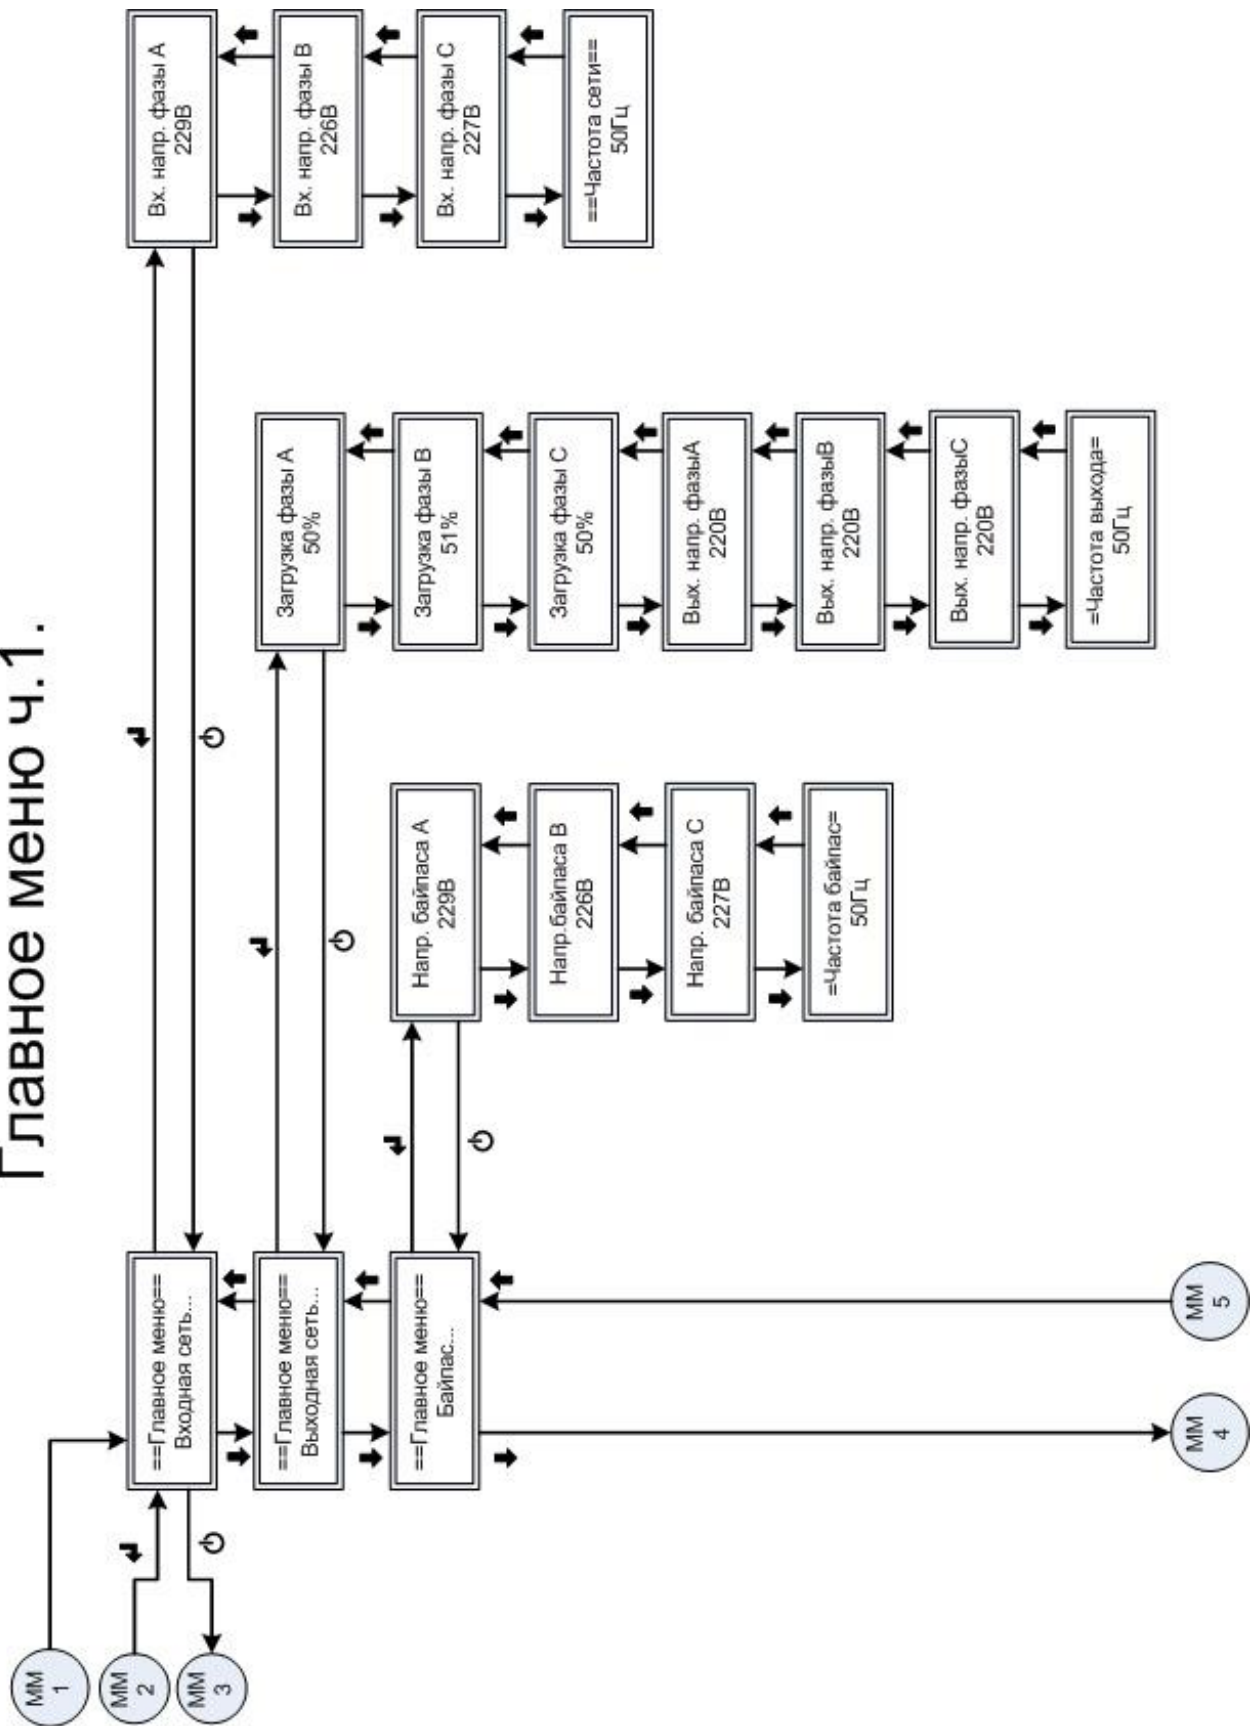 Главное меню ч.1.
ММ
1
ММ
2
ММ
3
==Главное меню==
Входная сеть...
==Главное меню==
Выходная сеть...
==Главное меню==
Байпас...
ММ
4
ММ
5
Напр. байпаса А
229В
Напр.байпаса В
226В
Напр. байпаса С
227В
=Частота байпас=
50Гц
Загрузка фазы А
50%
Загрузка фазы В
51%
Загрузка фазы С
50%
Вых. напр. фазыА
220В
Вых. напр. фазыВ
220В
Вых. напр. фазыС
220В
=Частота выхода=
50Гц
Вх. напр. фазы А
229В
Вх. напр. фазы В
226В
Вх. напр. фазы С
227В
==Частота сети==
50Гц